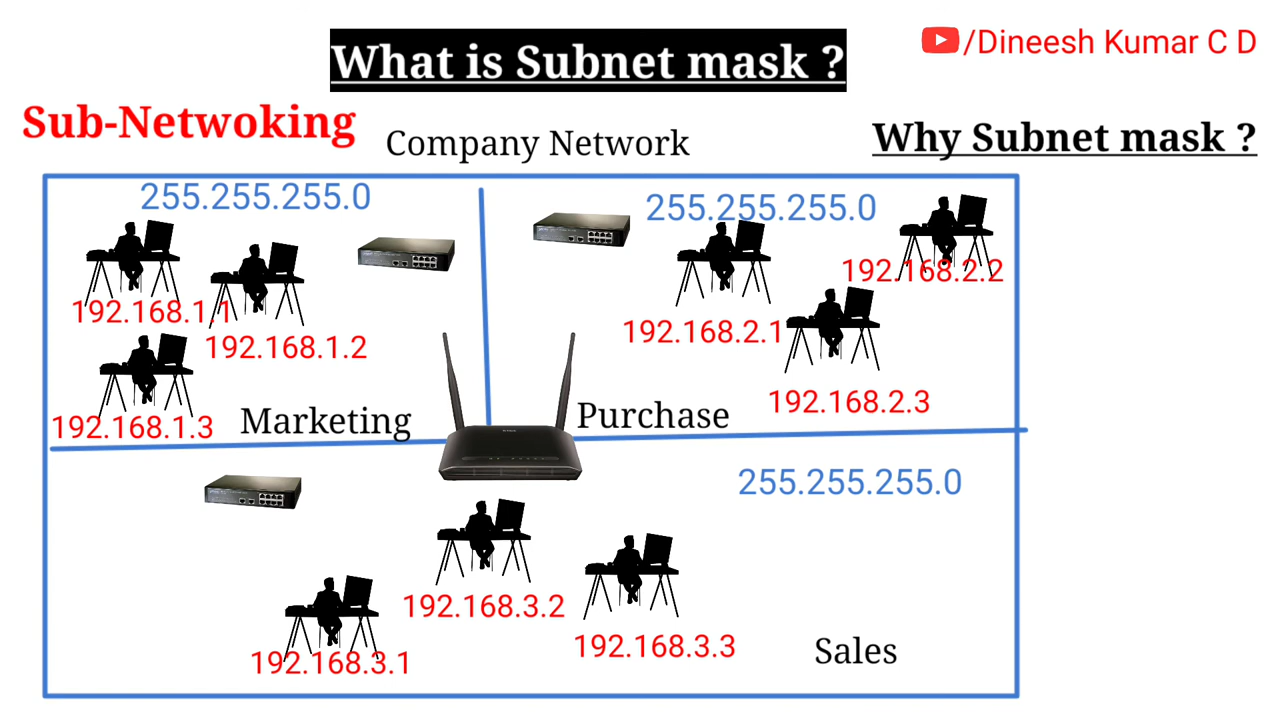 What is Subnet mask ?
/Dineesh Kumar C D
Sub-Netwoking
Company Network
Why Subnet mask ?
255.255.255.0
192.168.1.1
192.168.1.2
192.168.1.3
Marketing
255.255.255.0
192.168.2.2
192.168.2.1
192.168.2.3
Purchase
255.255.255.0
192.168.3.2
192.168.3.3
192.168.3.1
Sales